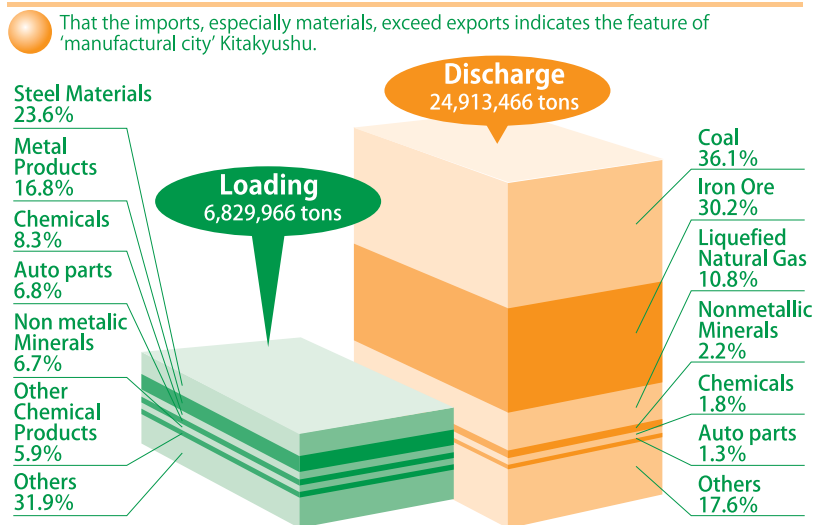 That the imports, especially materials, exceed exports indicates the feature of
‘manufactural city’ Kitakyushu.
Discharge
24,913,466 tons
Loading
6,829,966 tons
Steel Materials
23.6%
Metal
Products
16.8%
Chemicals
8.3%
Auto parts
6.8%
Non metalic
Minerals
6.7%
Other
Chemical
Products
5.9%
Others
31.9%
Coal
36.1%
Iron Ore
30.2%
Liquefied
Natural Gas
10.8%
Nonmetallic
Minerals
2.2%
Chemicals
1.8%
Auto parts
1.3%
Others
17.6%